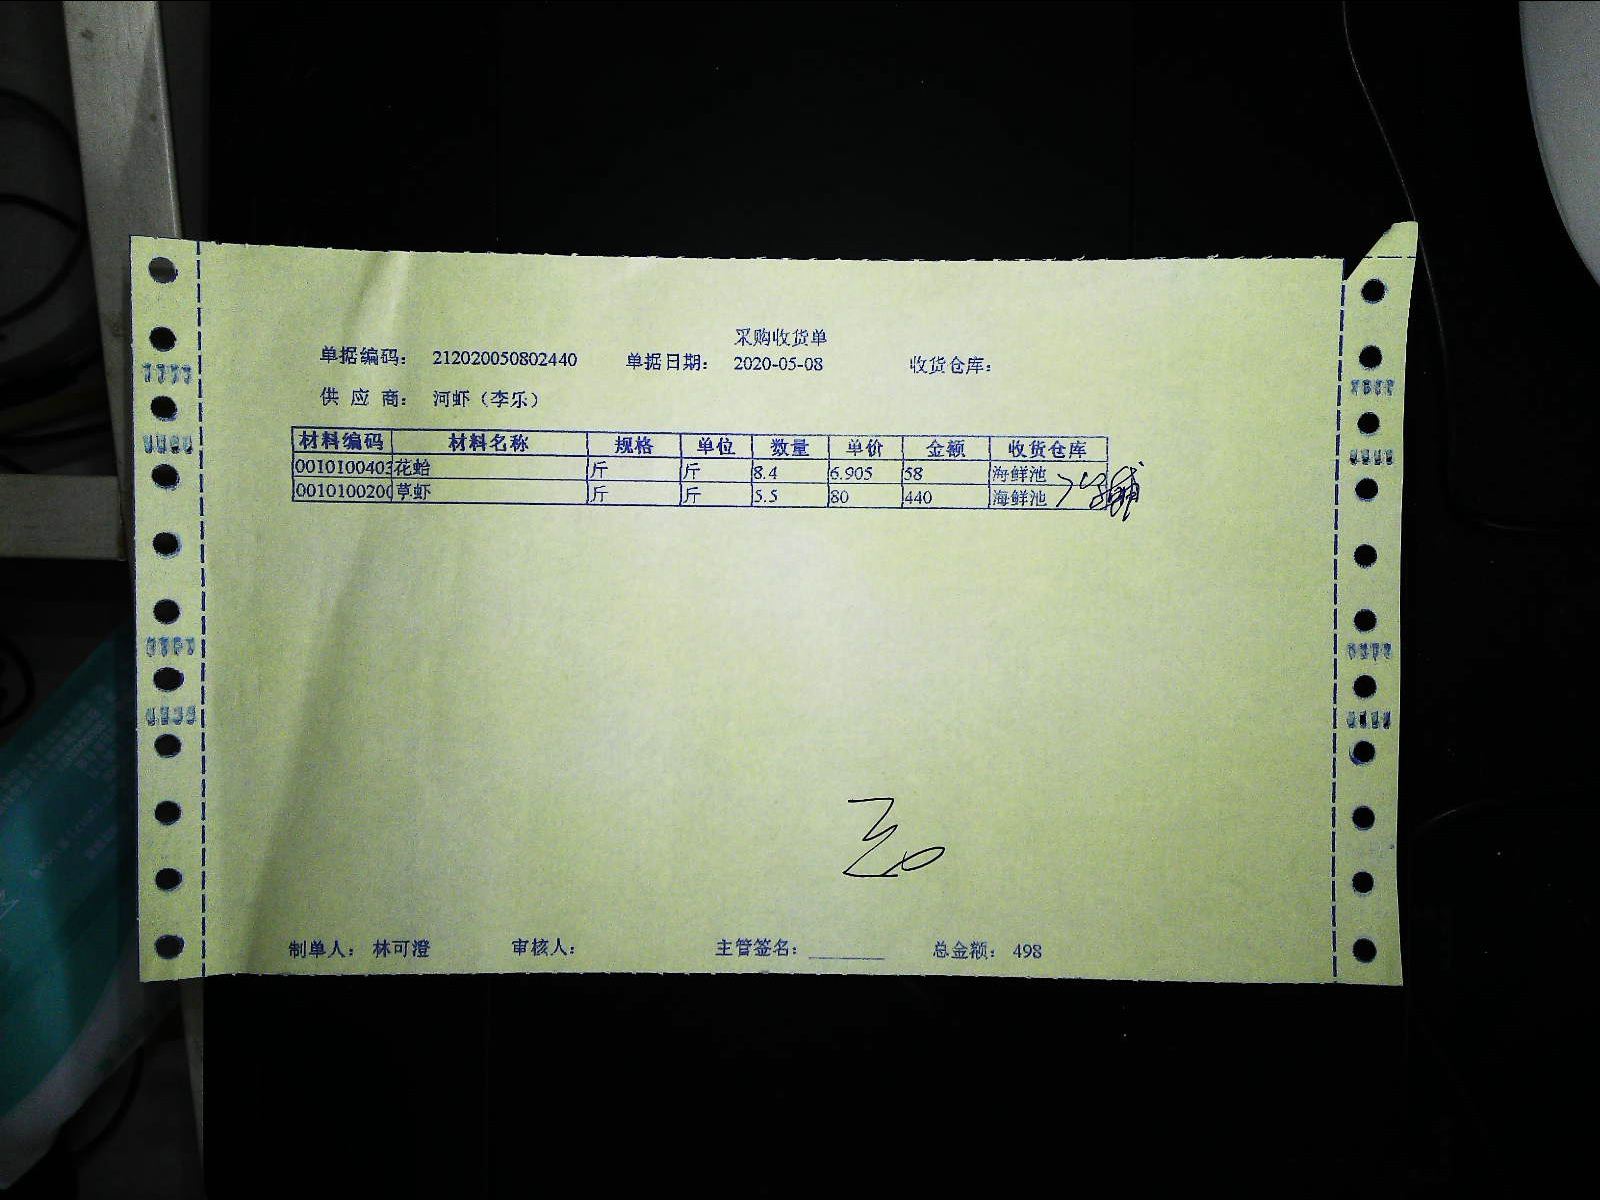 采购收货单
单据编码： 212020050802440 单据日期： 2020-05-08 收货仓库：
供 应 商： 河虾（李乐）
材料编码 材料名称 规格 单位 数量 单价 金额 收货仓库
0010100403 花蛤 斤 斤 8.4 6.905 58 海鲜池
0010100200 草虾 斤 斤 5.5 80 440 海鲜池
制单人： 林可澄 审核人： 主管签名： ________ 总金额： 498